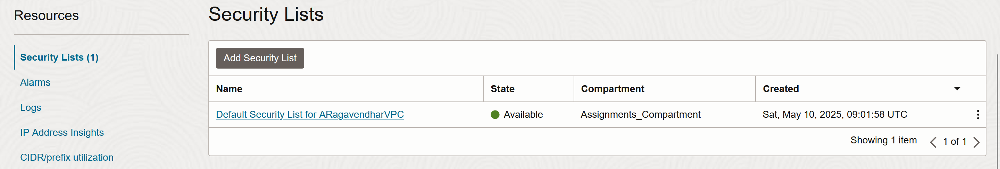 Resources
Security Lists (1)
Alarms
Logs
IP Address Insights
CIDR/prefix utilization
Security Lists
Add Security List
Name State Compartment Created
Default Security List for ARagavendharVPC Available Assignments_Compartment Sat, May 10, 2025, 09:01:58 UTC
Showing 1 item 1 of 1